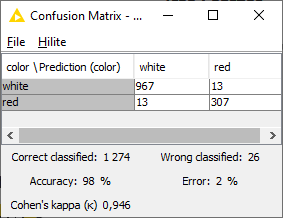 Confusion Matrix - ...
File Hilite
color \ Prediction (color) white red
white 967 13
red 13 307
Correct classified: 1 274 Wrong classified: 26
Accuracy: 98 % Error: 2 %
Cohen's kappa (κ) 0,946